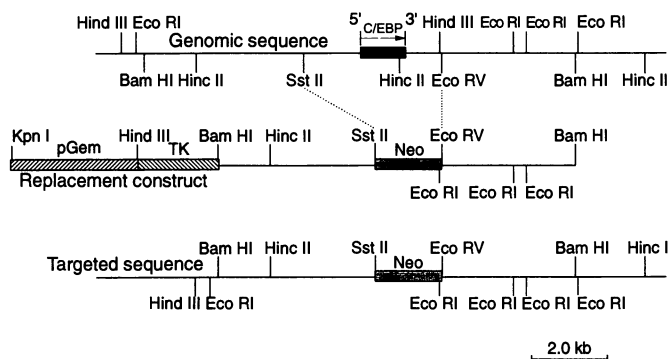 5' C/EBP 3'
Hind III Eco RI Genomic sequence Hind III Eco RI Eco RI Eco RI
Bam HI Hinc II Sst II Hinc II Eco RV Bam HI Hinc II
Kpn I Hind III Bam HI Hinc II Sst II Eco RV Bam HI
pGem TK Neo
Replacement construct
Eco RI Eco RI Eco RI
Bam HI Hinc II Sst II Eco RV Bam HI Hinc I
Targeted sequence Neo
Hind III Eco RI Eco RI Eco RI Eco RI Eco RI
2.0 kb